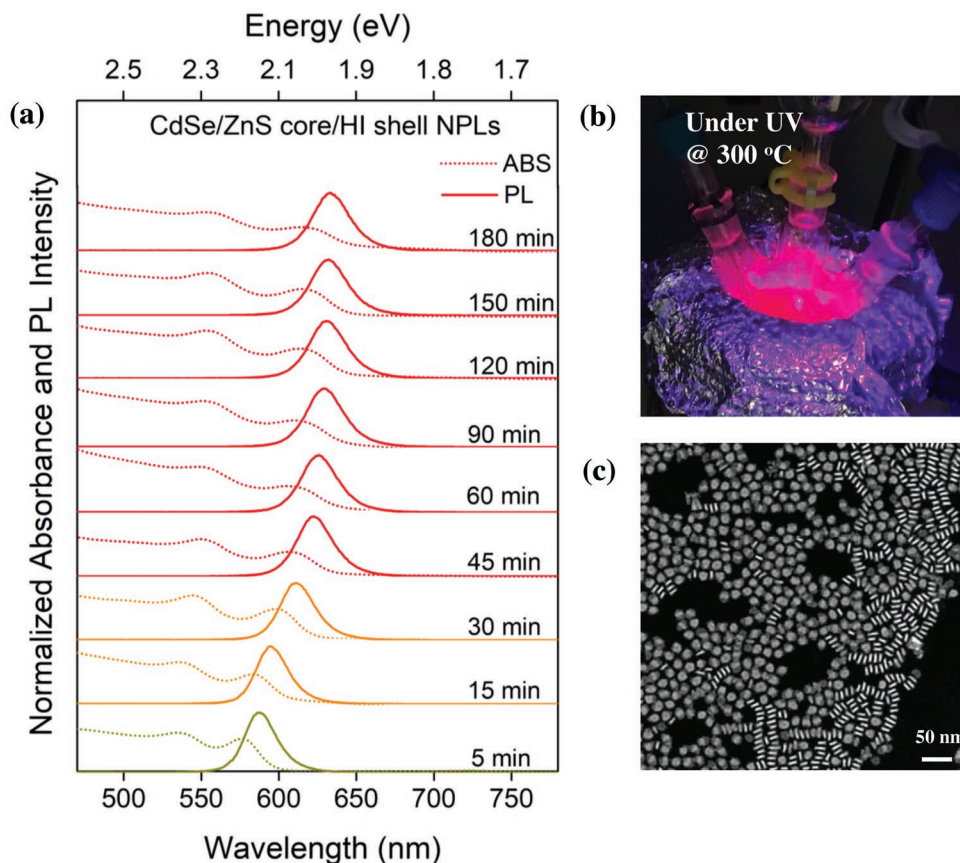 Energy (eV)
2.5 2.3 2.1 2.0 1.9 1.8 1.7
(a)
CdSe/ZnS core/HI shell NPLs
ABS
PL
180 min
150 min
120 min
90 min
60 min
45 min
30 min
15 min
5 min
Normalized Absorbance and PL Intensity
500 550 600 650 700 750
Wavelength (nm)
(b)
Under UV
@ 300 °C
(c)
50 nm